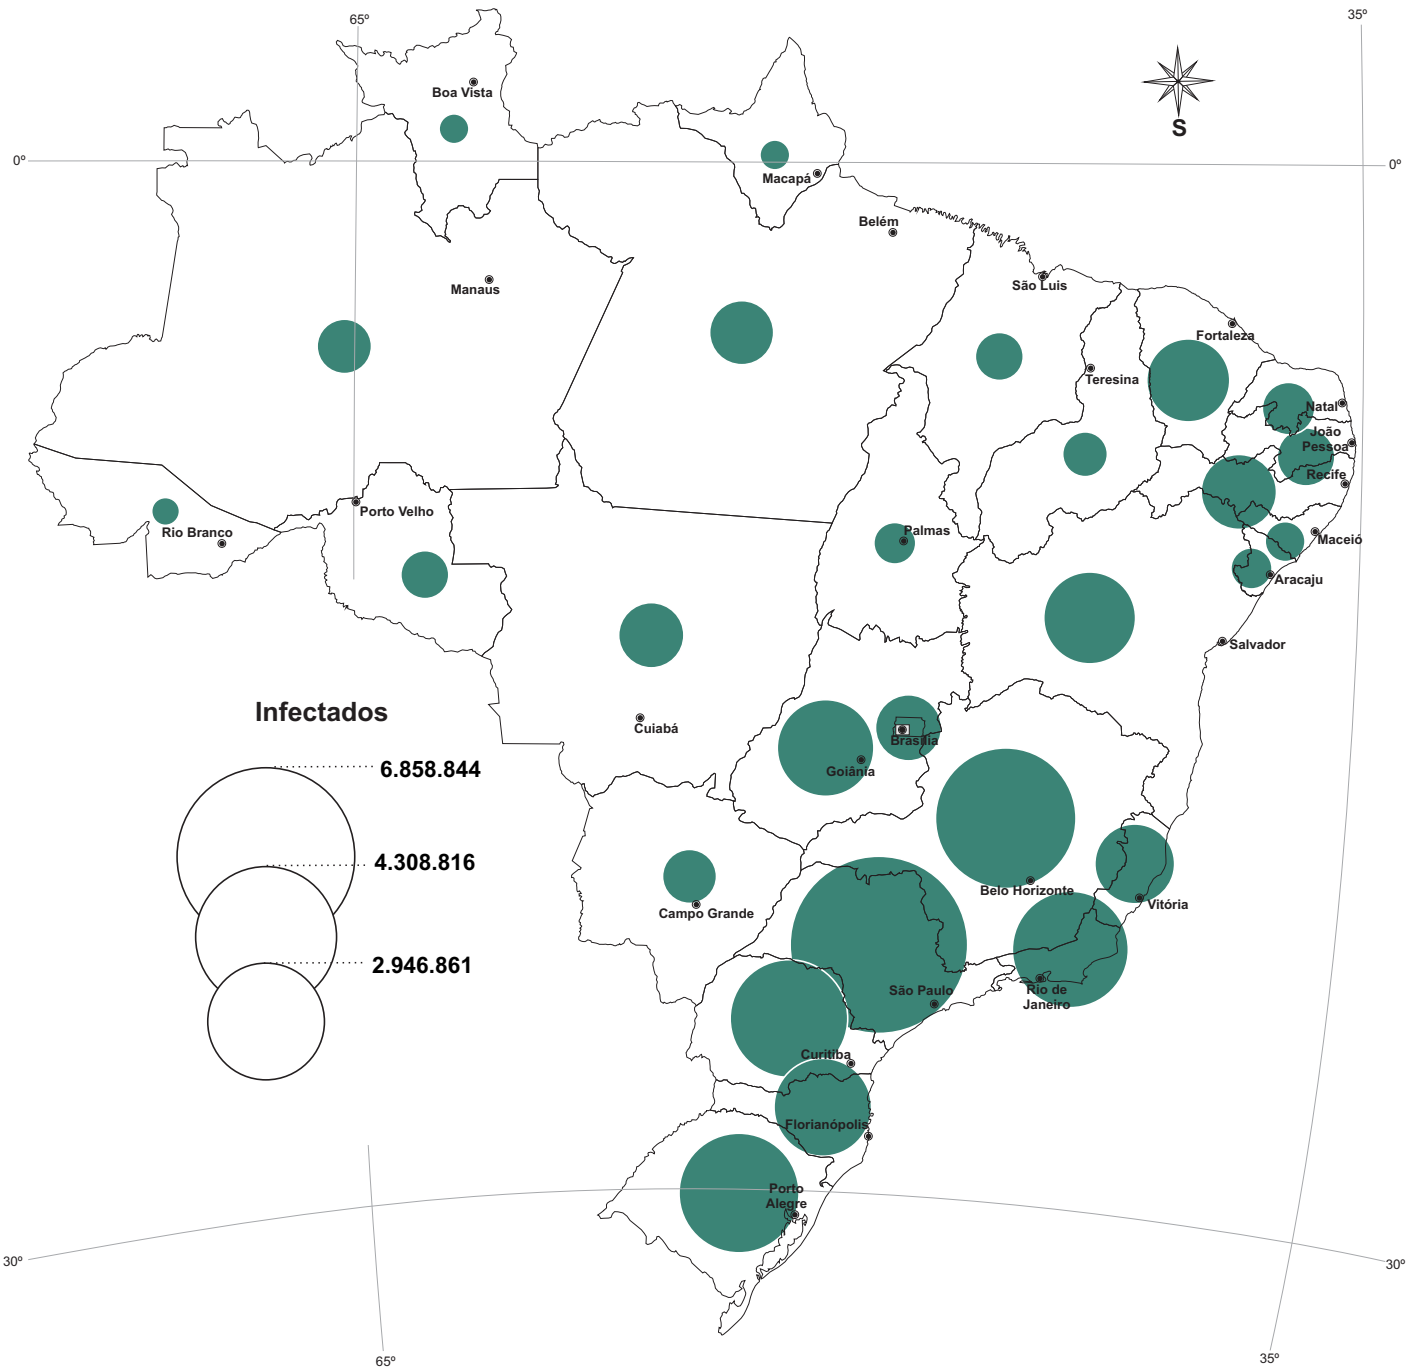 65º
35º
Boa Vista
S
0º
0º
Macapá
Belém
Manaus
São Luis
Fortaleza
Teresina
Natal
João
Pessoa
Recife
Porto Velho
Rio Branco
Palmas
Maceió
Aracaju
Salvador
Infectados
Cuiabá
Brasília
Goiânia
6.858.844
4.308.816
Belo Horizonte
Vitória
Campo Grande
2.946.861
São Paulo
Rio de
Janeiro
Curitiba
Florianópolis
Porto
Alegre
30º
30º
65º
35º